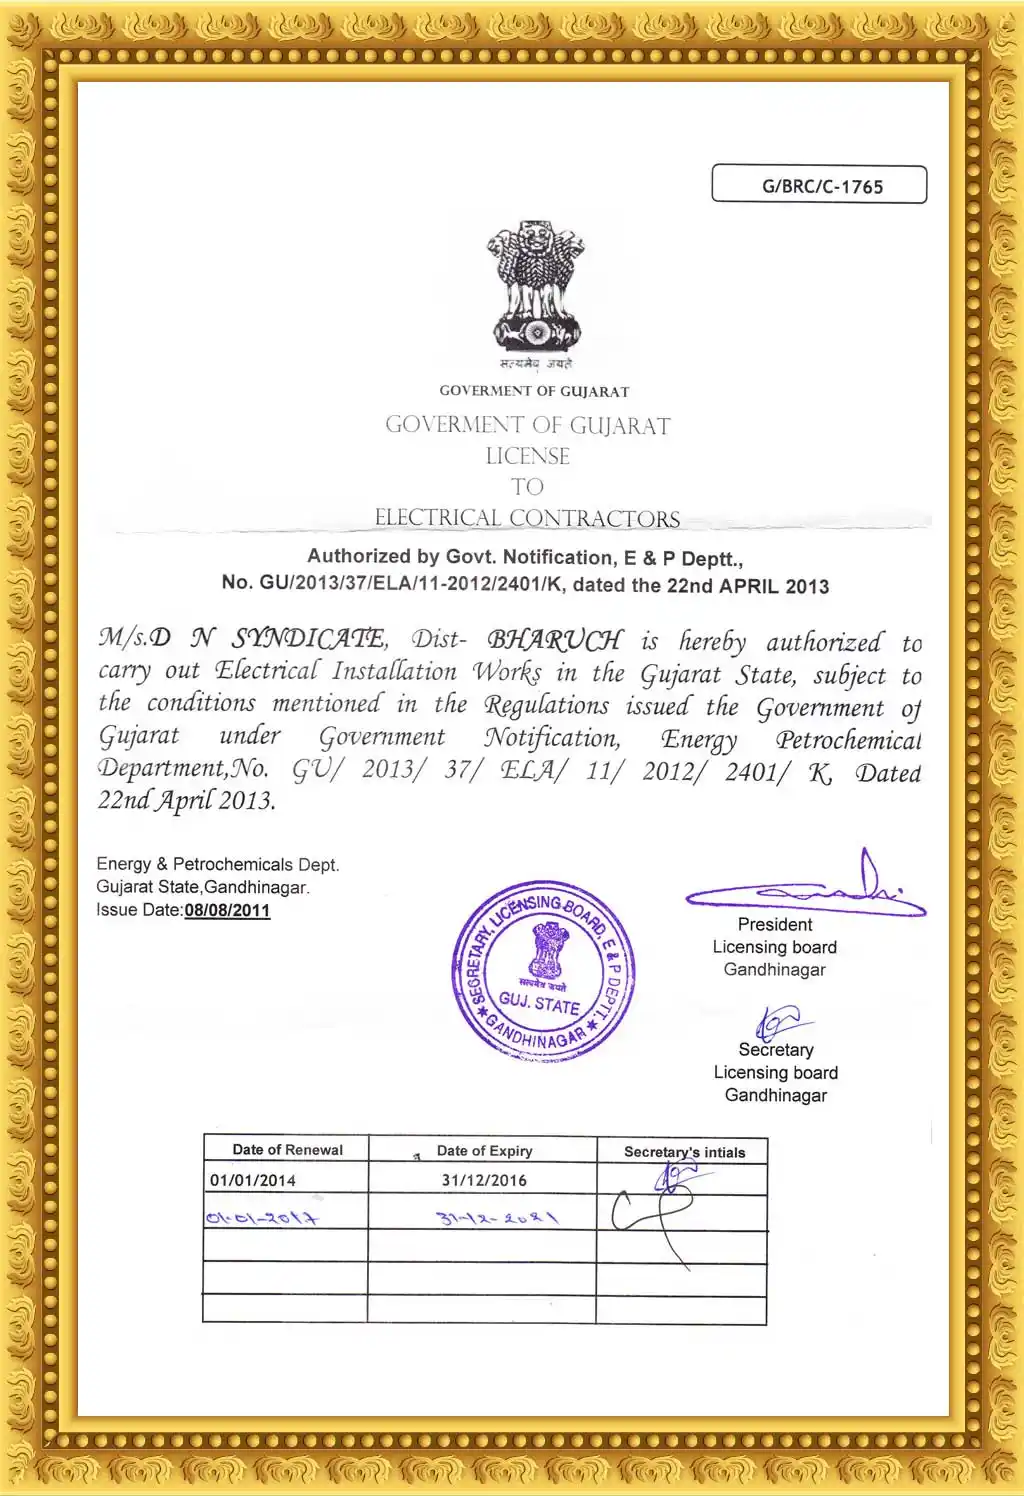 G/BRC/C-1765
सत्यमेव जयते
GOVERMENT OF GUJARAT
GOVERMENT OF GUJARAT
LICENSE
TO
ELECTRICAL CONTRACTORS
Authorized by Govt. Notification, E & P Deptt.,
No. GU/2013/37/ELA/11-2012/2401/K, dated the 22nd APRIL 2013
M/s.D N SYNDICATE, Dist- BHARUCH is hereby authorized to
carry out Electrical Installation Works in the Gujarat State, subject to
the conditions mentioned in the Regulations issued the Government of
Gujarat under Government Notification, Energy Petrochemical
Department,No. GU/ 2013/ 37/ ELA/ 11/ 2012/ 2401/ K, Dated
22nd April 2013.
Energy & Petrochemicals Dept.
Gujarat State,Gandhinagar.
Issue Date:08/08/2011
SEGRETARY, LICENSING BOARD, E & P DEPTT.
सत्यमेव जयते
GUJ. STATE
★ GANDHINAGAR ★
President
Licensing board
Gandhinagar
Secretary
Licensing board
Gandhinagar
Date of Renewal Date of Expiry Secretary's intials
01/01/2014 31/12/2016
01-01-2017 31-12-2021